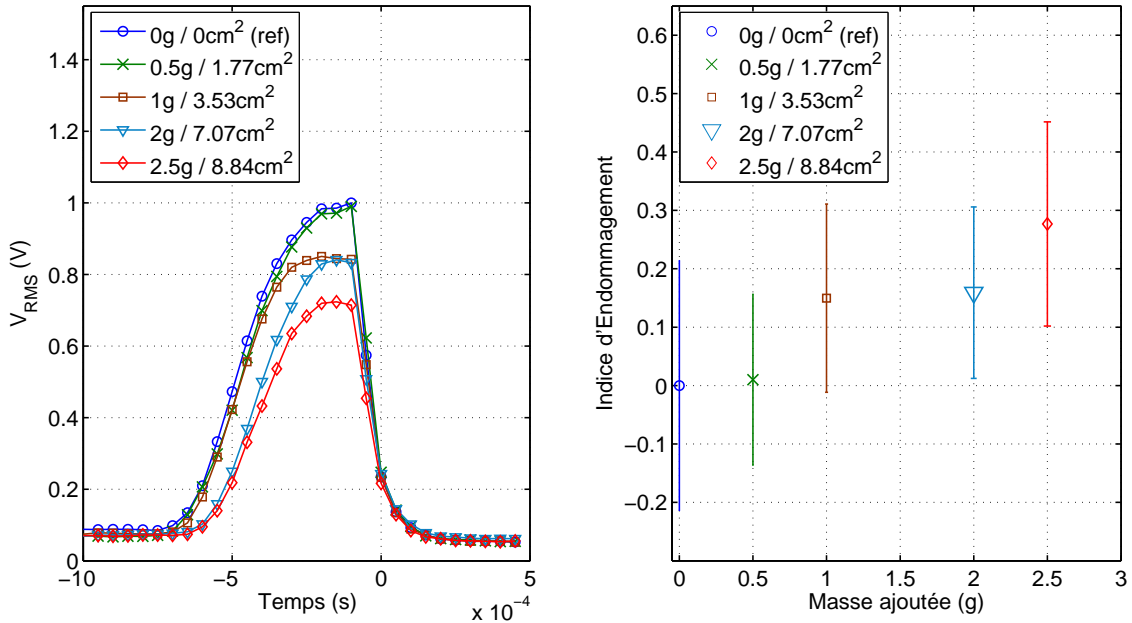 0g / 0cm² (ref)
0.5g / 1.77cm²
1g / 3.53cm²
2g / 7.07cm²
2.5g / 8.84cm²
1.4
1.2
1
0.8
0.6
0.4
0.2
0
V_RMS (V)
−10 −5 0 5
Temps (s)
x 10⁻⁴
0g / 0cm² (ref)
0.5g / 1.77cm²
1g / 3.53cm²
2g / 7.07cm²
2.5g / 8.84cm²
0.6
0.5
0.4
0.3
0.2
0.1
0
−0.1
−0.2
Indice d'Endommagement
0 0.5 1 1.5 2 2.5 3
Masse ajoutée (g)